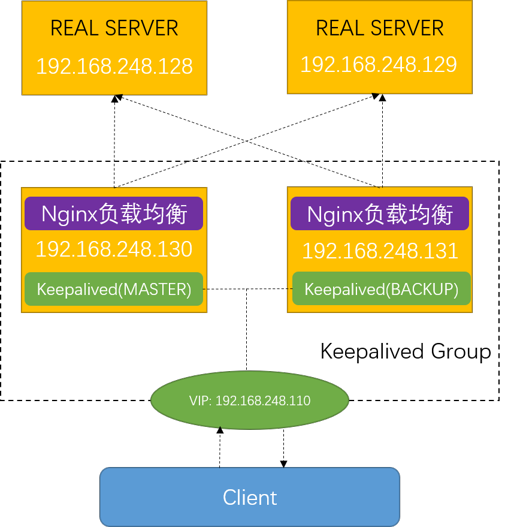 REAL SERVER
192.168.248.128
REAL SERVER
192.168.248.129
Nginx负载均衡
192.168.248.130
Keepalived(MASTER)
Nginx负载均衡
192.168.248.131
Keepalived(BACKUP)
Keepalived Group
VIP: 192.168.248.110
Client